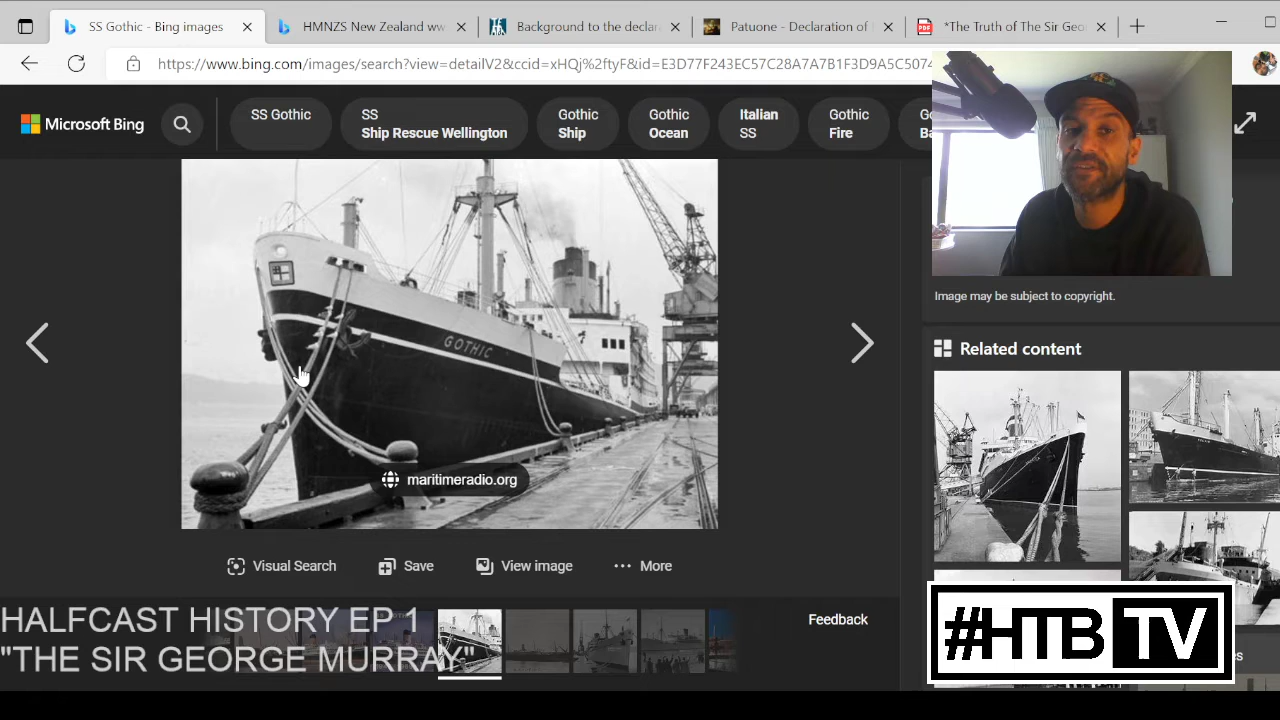 SS Gothic - Bing images
HMNZS New Zealand ww
Background to the declara
Patuone - Declaration of
*The Truth of The Sir Geo
PDF
https://www.bing.com/images/search?view=detailV2&ccid=xHQj%2ftyF&id=E3D77F243EC57C28A7A7B1F3D9A5C5074
Microsoft Bing
SS Gothic
SS
Ship Rescue Wellington
Gothic
Ship
Gothic
Ocean
Italian
SS
Gothic
Fire
Image may be subject to copyright.
Related content
GOTHIC
maritimeradio.org
Visual Search
Save
View image
More
Feedback
HALFCAST HISTORY EP 1
"THE SIR GEORGE MURRAY"
#HTB TV